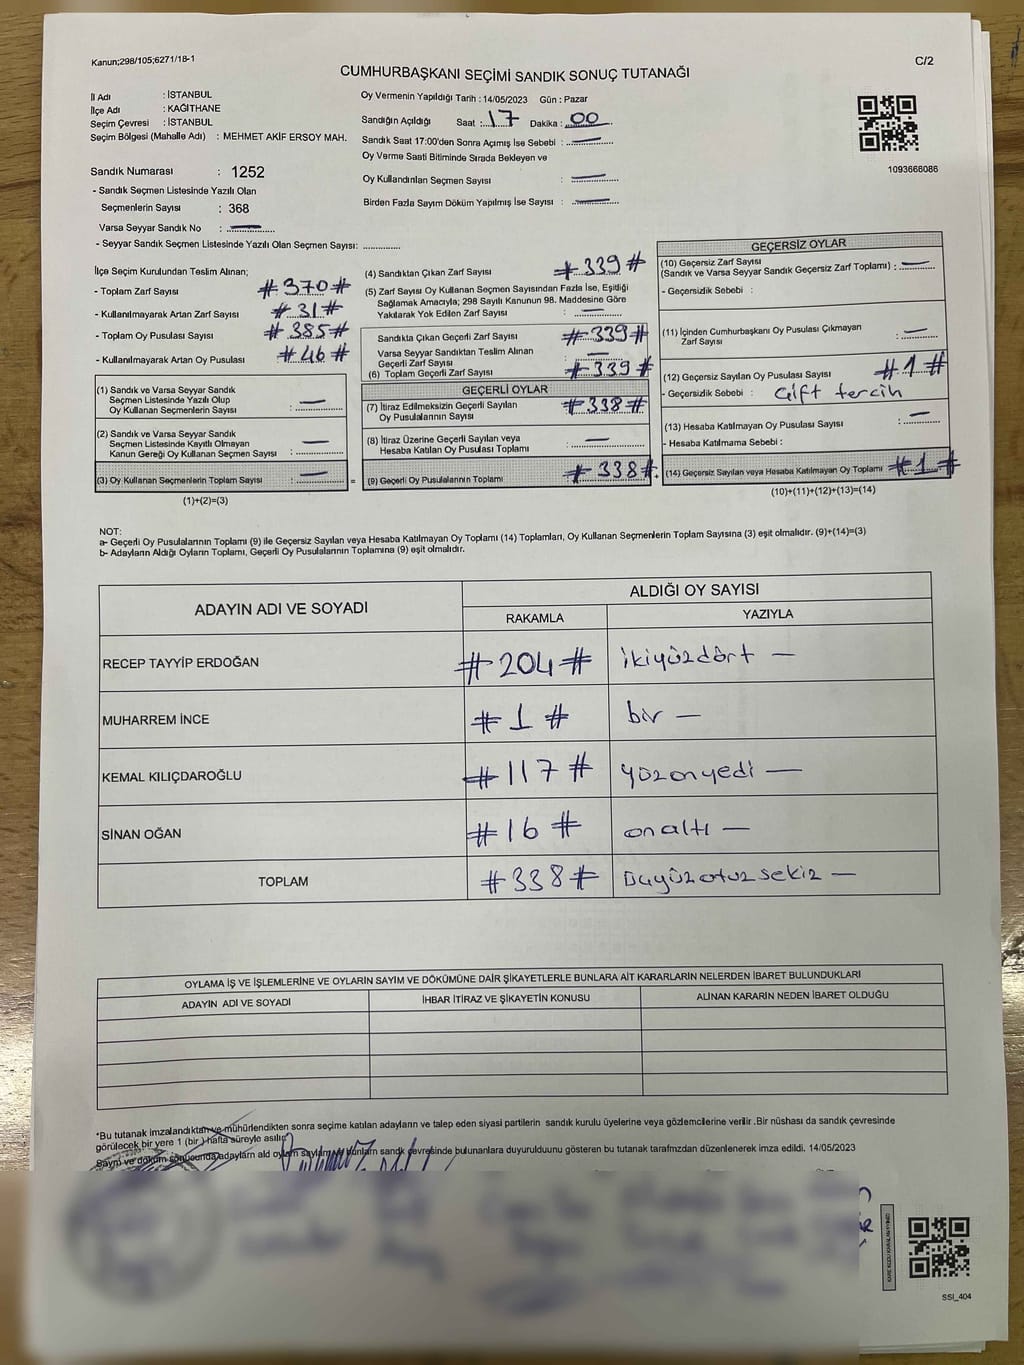 Kanun;298/105;6271/18-1
C/2
CUMHURBAŞKANI SEÇİMİ SANDIK SONUÇ TUTANAĞI
İl Adı : İSTANBUL
İlçe Adı : KAĞITHANE
Seçim Çevresi : İSTANBUL
Seçim Bölgesi (Mahalle Adı) : MEHMET AKİF ERSOY MAH.
Sandık Numarası : 1252
- Sandık Seçmen Listesinde Yazılı Olan
Seçmenlerin Sayısı : 368
Varsa Seyyar Sandık No : —
- Seyyar Sandık Seçmen Listesinde Yazılı Olan Seçmen Sayısı: ..............
Oy Vermenin Yapıldığı Tarih : 14/05/2023 Gün : Pazar
Sandığın Açıldığı Saat : 17 Dakika : 00
Sandık Saat 17:00'den Sonra Açımış İse Sebebi : —
Oy Verme Saati Bitiminde Sırada Bekleyen ve
Oy Kullandırılan Seçmen Sayısı : —
Birden Fazla Sayım Döküm Yapılmış İse Sayısı : —
1093668086
İlçe Seçim Kurulundan Teslim Alınan;
- Toplam Zarf Sayısı # 370 #
- Kullanılmayarak Artan Zarf Sayısı # 31 #
- Toplam Oy Pusulası Sayısı # 385 #
- Kullanılmayarak Artan Oy Pusulası # 46 #
(1) Sandık ve Varsa Seyyar Sandık
Seçmen Listesinde Yazılı Olup
Oy Kullanan Seçmenlerin Sayısı : —
(2) Sandık ve Varsa Seyyar Sandık
Seçmen Listesinde Kayıtlı Olmayan
Kanun Gereği Oy Kullanan Seçmen Sayısı : —
(3) Oy Kullanan Seçmenlerin Toplam Sayısı : —
(1)+(2)=(3)
(4) Sandıktan Çıkan Zarf Sayısı # 339 #
(5) Zarf Sayısı Oy Kullanan Seçmen Sayısından Fazla İse, Eşitliği
Sağlamak Amacıyla; 298 Sayılı Kanunun 98. Maddesine Göre
Yakılarak Yok Edilen Zarf Sayısı : —
Sandıkta Çıkan Geçerli Zarf Sayısı # 339 #
Varsa Seyyar Sandıktan Teslim Alınan
Geçerli Zarf Sayısı : —
(6) Toplam Geçerli Zarf Sayısı # 339 #
GEÇERLİ OYLAR
(7) İtiraz Edilmeksizin Geçerli Sayılan
Oy Pusulalarının Sayısı # 338 #
(8) İtiraz Üzerine Geçerli Sayılan veya
Hesaba Katılan Oy Pusulası Toplamı : —
= (9) Geçerli Oy Pusulalarının Toplamı # 338 #
GEÇERSİZ OYLAR
(10) Geçersiz Zarf Sayısı
(Sandık ve Varsa Seyyar Sandık Geçersiz Zarf Toplamı) : —
- Geçersizlik Sebebi :
(11) İçinden Cumhurbaşkanı Oy Pusulası Çıkmayan
Zarf Sayısı : —
(12) Geçersiz Sayılan Oy Pusulası Sayısı # 1 #
- Geçersizlik Sebebi : Çift tercih
(13) Hesaba Katılmayan Oy Pusulası Sayısı : —
- Hesaba Katılmama Sebebi :
(14) Geçersiz Sayılan veya Hesaba Katılmayan Oy Toplamı # 1 #
(10)+(11)+(12)+(13)=(14)
NOT:
a- Geçerli Oy Pusulalarının Toplamı (9) ile Geçersiz Sayılan veya Hesaba Katılmayan Oy Toplamı (14) Toplamları, Oy Kullanan Seçmenlerin Toplam Sayısına (3) eşit olmalıdır. (9)+(14)=(3)
b- Adayların Aldığı Oyların Toplamı, Geçerli Oy Pusulalarının Toplamına (9) eşit olmalıdır.
ADAYIN ADI VE SOYADI ALDIĞI OY SAYISI
RAKAMLA YAZIYLA
RECEP TAYYİP ERDOĞAN # 204 # ikiyüzdört —
MUHARREM İNCE # 1 # bir —
KEMAL KILIÇDAROĞLU # 117 # yüzonyedi —
SİNAN OĞAN # 16 # onaltı —
TOPLAM # 338 # üçyüzotuzsekiz —
OYLAMA İŞ VE İŞLEMLERİNE VE OYLARIN SAYIM VE DÖKÜMÜNE DAİR ŞİKAYETLERLE BUNLARA AİT KARARLARIN NELERDEN İBARET BULUNDUKLARI
ADAYIN ADI VE SOYADI İHBAR İTİRAZ VE ŞİKAYETİN KONUSU ALINAN KARARIN NEDEN İBARET OLDUĞU
*Bu tutanak imzalandıktan ve mühürlendikten sonra seçime katılan adayların ve talep eden siyasi partilerin sandık kurulu üyelerine veya gözlemcilerine verilir .Bir nüshası da sandık çevresinde
görülecek bir yere 1 (bir ) hafta süreyle asılır.
Sayım ve döküm sonucunda adayların ald oyların sayıları ve bunların sandık çevresinde bulunanlara duyurulduunu gösteren bu tutanak tarafmzdan düzenlenerek imza edildi. 14/05/2023
SSI_404